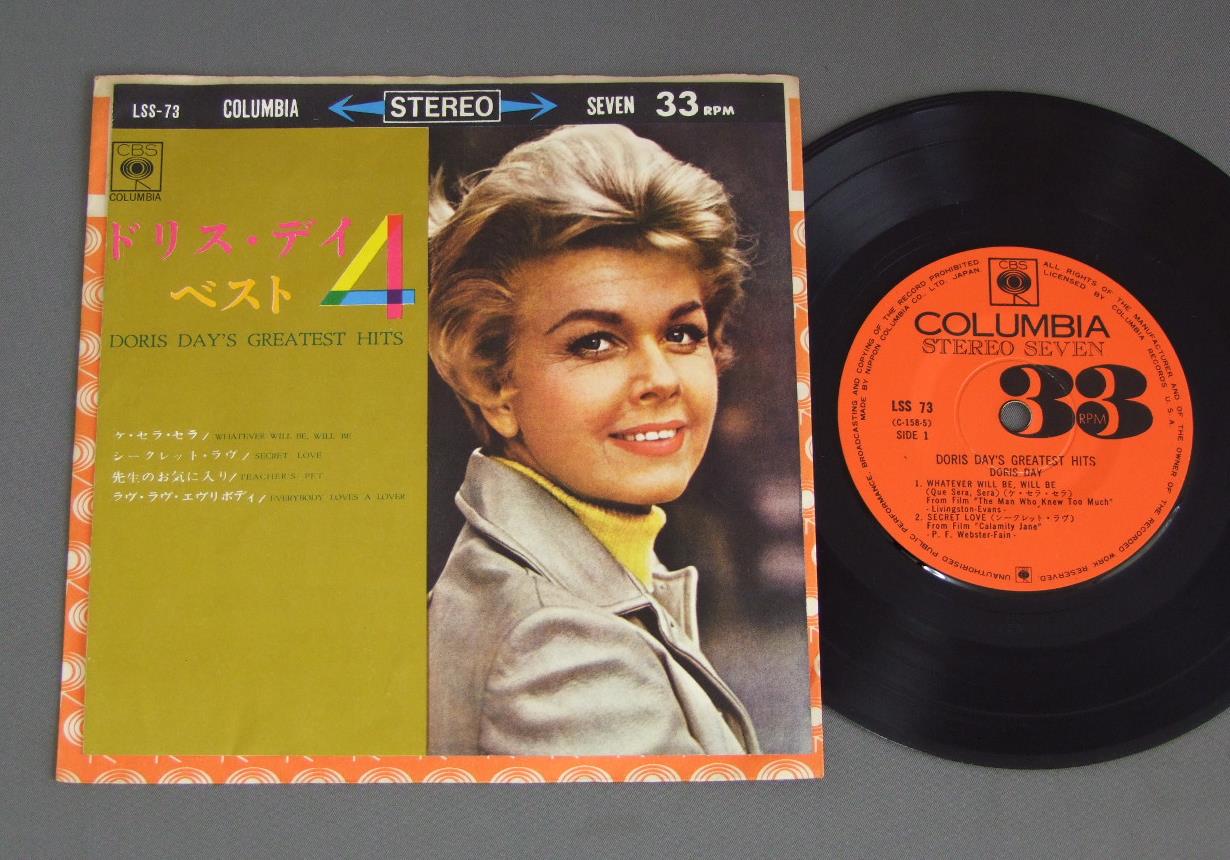 LSS-73 COLUMBIA STEREO SEVEN 33 RPM
CBS
COLUMBIA
ドリス・デイ
ベスト 4
DORIS DAY'S GREATEST HITS
ケ・セラ・セラ/WHATEVER WILL BE, WILL BE
シークレット・ラヴ/SECRET LOVE
先生のお気に入り/TEACHER'S PET
ラヴ・ラヴ・エヴリボディ/EVERYBODY LOVES A LOVER
CBS
COLUMBIA
STEREO SEVEN
33 RPM
LSS 73
(C-158-5)
SIDE 1
DORIS DAY'S GREATEST HITS
DORIS DAY
1. WHATEVER WILL BE, WILL BE
(Que Sera, Sera) (ケ・セラ・セラ)
From Film "The Man Who Knew Too Much"
- Livingston-Evans -
2. SECRET LOVE (シークレット・ラヴ)
From Film "Calamity Jane"
- P. F. Webster-Fain -
ALL RIGHTS OF THE MANUFACTURER AND OF THE OWNER OF THE RECORDED WORK RESERVED. UNAUTHORISED PUBLIC PERFORMANCE, BROADCASTING AND COPYING OF THE RECORD PROHIBITED
MADE BY NIPPON COLUMBIA CO., LTD. JAPAN
LICENSED BY COLUMBIA RECORDS U.S.A.